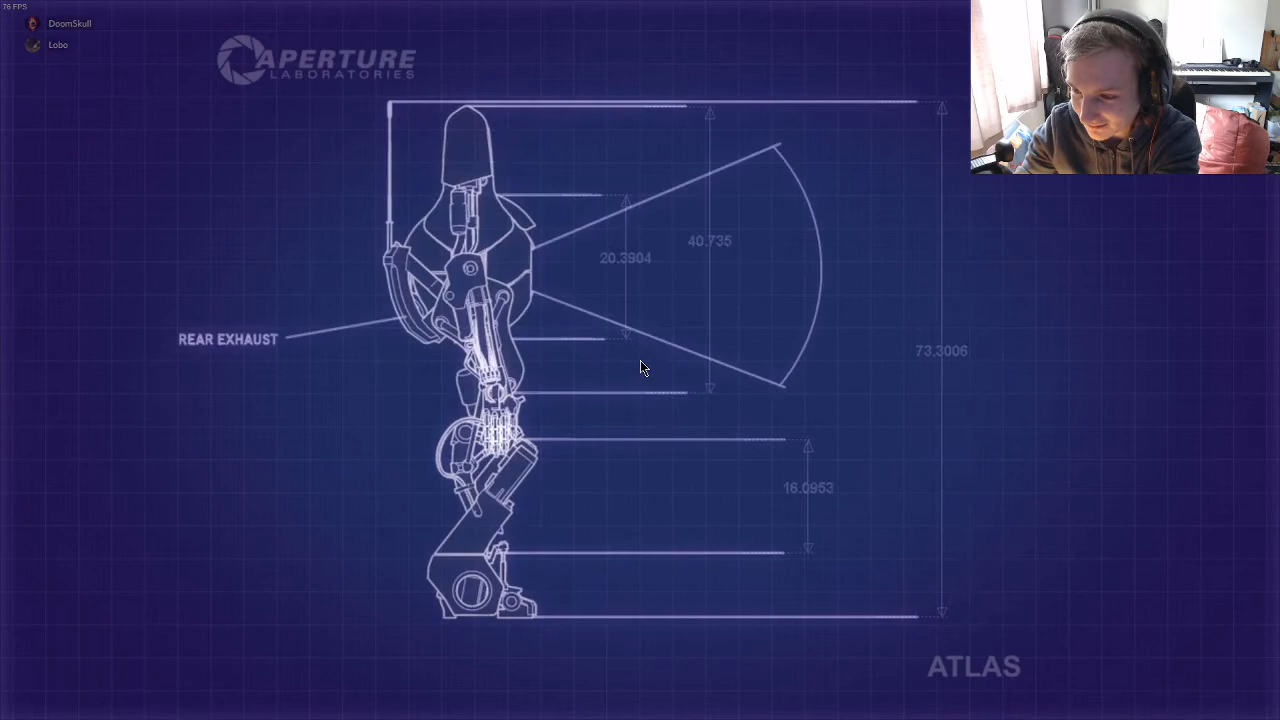 76 FPS
DoomSkull
Lobo
APERTURE
LABORATORIES
40.735
20.3904
REAR EXHAUST
73.3006
16.0953
ATLAS